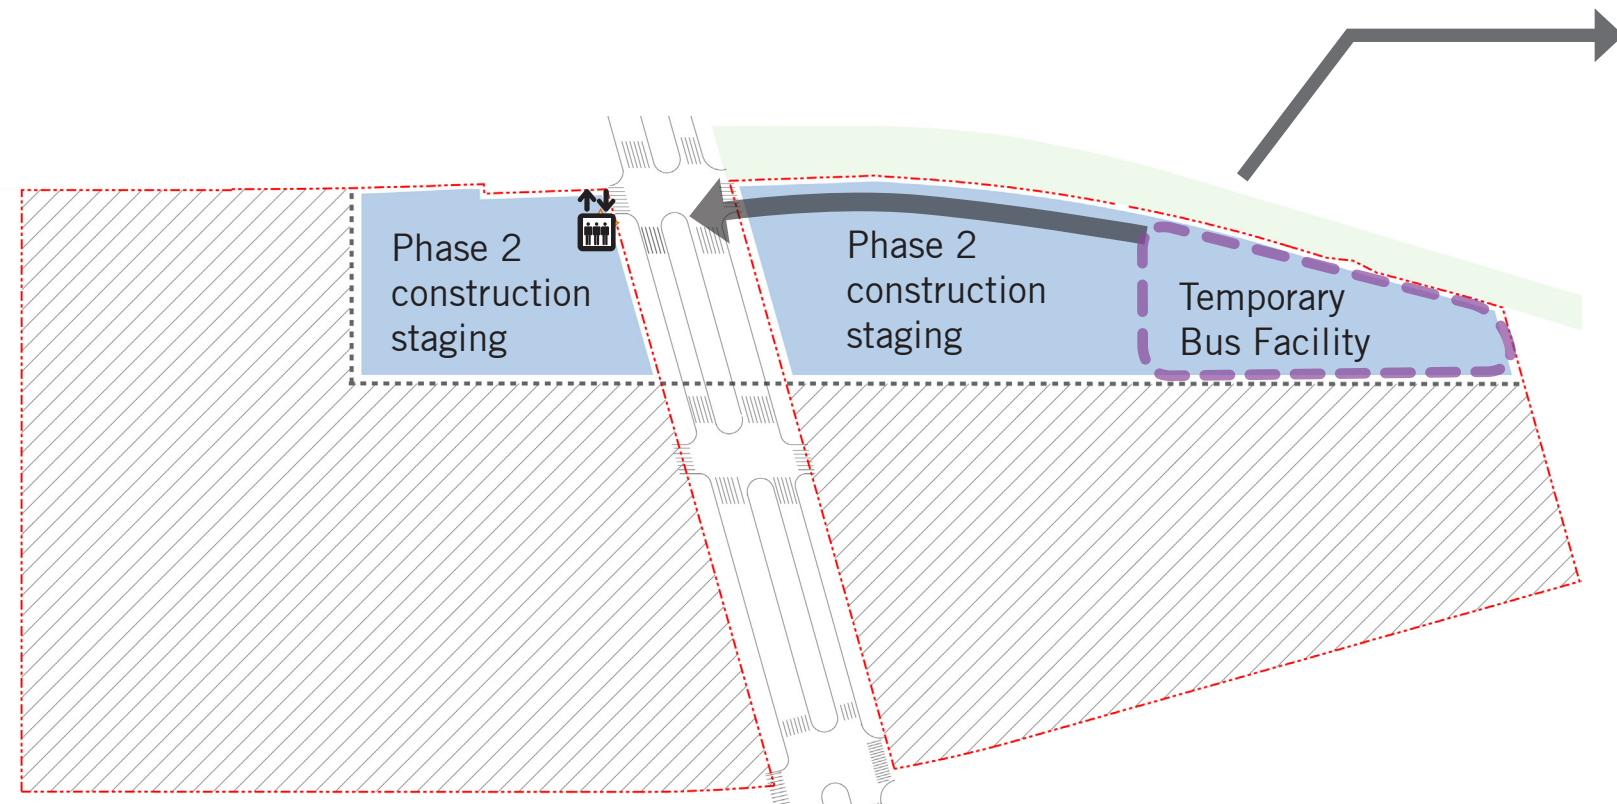 Phase 2
construction
staging
Phase 2
construction
staging
Temporary
Bus Facility